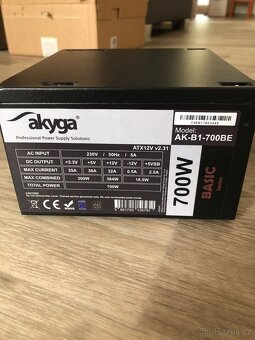 akyga
Professional Power Supply Solutions
ATX12V v2.31
AC INPUT 230V / 50Hz / 5A
DC OUTPUT +3.3V +5V +12V -12V +5VSB
MAX CURRENT 35A 38A 32A 0.5A 2.5A
MAX COMBINED 300W 384W 18.5W
TOTAL POWER 700W
Model:
AK-B1-700BE
700W
BASIC
SERIES
Sbazar.cz